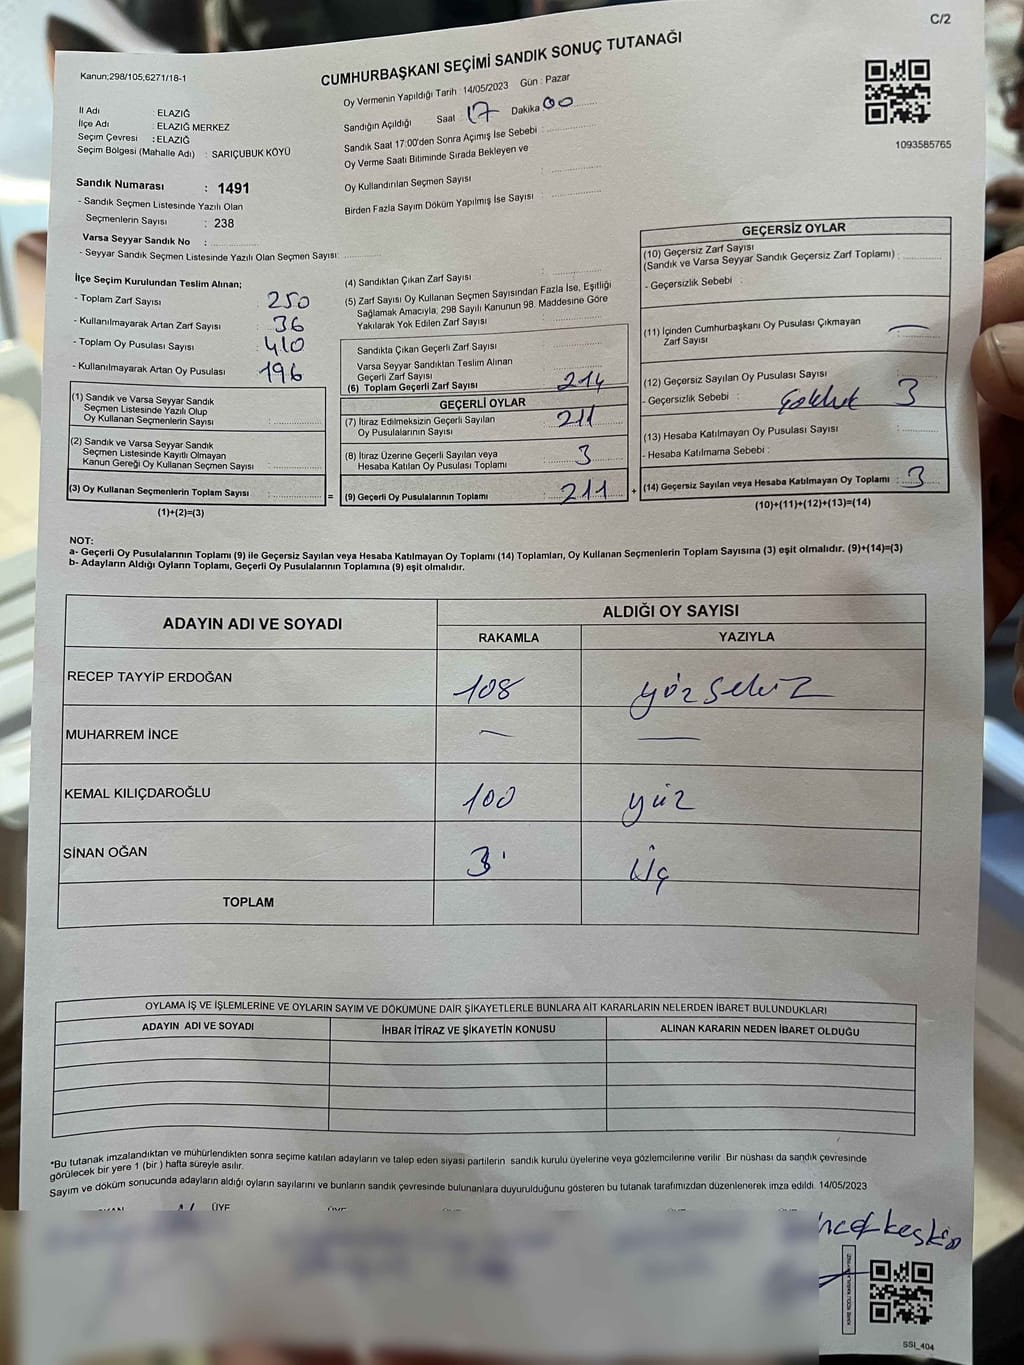 C/2
Kanun;298/105,6271/18-1
CUMHURBAŞKANI SEÇİMİ SANDIK SONUÇ TUTANAĞI
Oy Vermenin Yapıldığı Tarih : 14/05/2023 Gün : Pazar
1093585765
İl Adı : ELAZIĞ
İlçe Adı : ELAZIĞ MERKEZ
Seçim Çevresi : ELAZIĞ
Seçim Bölgesi (Mahalle Adı) : SARIÇUBUK KÖYÜ
Sandık Numarası : 1491
- Sandık Seçmen Listesinde Yazılı Olan
Seçmenlerin Sayısı : 238
Varsa Seyyar Sandık No :
- Seyyar Sandık Seçmen Listesinde Yazılı Olan Seçmen Sayısı:
Sandığın Açıldığı Saat : 17 Dakika 00
Sandık Saat 17:00'den Sonra Açımış İse Sebebi :
Oy Verme Saati Bitiminde Sırada Bekleyen ve
Oy Kullandırılan Seçmen Sayısı :
Birden Fazla Sayım Döküm Yapılmış İse Sayısı :
İlçe Seçim Kurulundan Teslim Alınan;
- Toplam Zarf Sayısı : 250
- Kullanılmayarak Artan Zarf Sayısı : 36
- Toplam Oy Pusulası Sayısı : 410
- Kullanılmayarak Artan Oy Pusulası : 196
(1) Sandık ve Varsa Seyyar Sandık
Seçmen Listesinde Yazılı Olup
Oy Kullanan Seçmenlerin Sayısı :
(2) Sandık ve Varsa Seyyar Sandık
Seçmen Listesinde Kayıtlı Olmayan
Kanun Gereği Oy Kullanan Seçmen Sayısı :
(3) Oy Kullanan Seçmenlerin Toplam Sayısı :
(1)+(2)=(3)
(4) Sandıktan Çıkan Zarf Sayısı :
(5) Zarf Sayısı Oy Kullanan Seçmen Sayısından Fazla İse, Eşitliği
Sağlamak Amacıyla; 298 Sayılı Kanunun 98. Maddesine Göre
Yakılarak Yok Edilen Zarf Sayısı :
Sandıkta Çıkan Geçerli Zarf Sayısı :
Varsa Seyyar Sandıktan Teslim Alınan
Geçerli Zarf Sayısı :
(6) Toplam Geçerli Zarf Sayısı : 214
GEÇERLİ OYLAR
(7) İtiraz Edilmeksizin Geçerli Sayılan
Oy Pusulalarının Sayısı : 211
(8) İtiraz Üzerine Geçerli Sayılan veya
Hesaba Katılan Oy Pusulası Toplamı : 3
= (9) Geçerli Oy Pusulalarının Toplamı : 211 +
GEÇERSİZ OYLAR
(10) Geçersiz Zarf Sayısı
(Sandık ve Varsa Seyyar Sandık Geçersiz Zarf Toplamı) :
- Geçersizlik Sebebi :
(11) İçinden Cumhurbaşkanı Oy Pusulası Çıkmayan
Zarf Sayısı : —
(12) Geçersiz Sayılan Oy Pusulası Sayısı : 3
- Geçersizlik Sebebi :
(13) Hesaba Katılmayan Oy Pusulası Sayısı :
- Hesaba Katılmama Sebebi :
(14) Geçersiz Sayılan veya Hesaba Katılmayan Oy Toplamı : 3
(10)+(11)+(12)+(13)=(14)
NOT:
a- Geçerli Oy Pusulalarının Toplamı (9) ile Geçersiz Sayılan veya Hesaba Katılmayan Oy Toplamı (14) Toplamları, Oy Kullanan Seçmenlerin Toplam Sayısına (3) eşit olmalıdır. (9)+(14)=(3)
b- Adayların Aldığı Oyların Toplamı, Geçerli Oy Pusulalarının Toplamına (9) eşit olmalıdır.
ADAYIN ADI VE SOYADI ALDIĞI OY SAYISI
RAKAMLA YAZIYLA
RECEP TAYYİP ERDOĞAN 108 yüzsekiz
MUHARREM İNCE — —
KEMAL KILIÇDAROĞLU 100 yüz
SİNAN OĞAN 3 üç
TOPLAM
OYLAMA İŞ VE İŞLEMLERİNE VE OYLARIN SAYIM VE DÖKÜMÜNE DAİR ŞİKAYETLERLE BUNLARA AİT KARARLARIN NELERDEN İBARET BULUNDUKLARI
ADAYIN ADI VE SOYADI İHBAR İTİRAZ VE ŞİKAYETİN KONUSU ALINAN KARARIN NEDEN İBARET OLDUĞU
*Bu tutanak imzalandıktan ve mühürlendikten sonra seçime katılan adayların ve talep eden siyasi partilerin sandık kurulu üyelerine veya gözlemcilerine verilir. Bir nüshası da sandık çevresinde
görülecek bir yere 1 (bir ) hafta süreyle asılır.
Sayım ve döküm sonucunda adayların aldığı oyların sayılarını ve bunların sandık çevresinde bulunanlara duyurulduğunu gösteren bu tutanak tarafımızdan düzenlenerek imza edildi. 14/05/2023
ÜYE
keskin
SSI_404